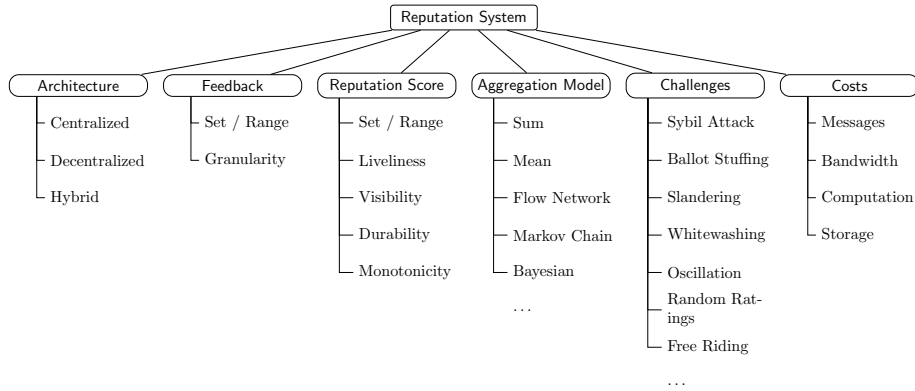 Reputation System
Architecture
Centralized
Decentralized
Hybrid
Feedback
Set / Range
Granularity
Reputation Score
Set / Range
Liveliness
Visibility
Durability
Monotonicity
Aggregation Model
Sum
Mean
Flow Network
Markov Chain
Bayesian
...
Challenges
Sybil Attack
Ballot Stuffing
Slandering
Whitewashing
Oscillation
Random Rat-
ings
Free Riding
...
Costs
Messages
Bandwidth
Computation
Storage